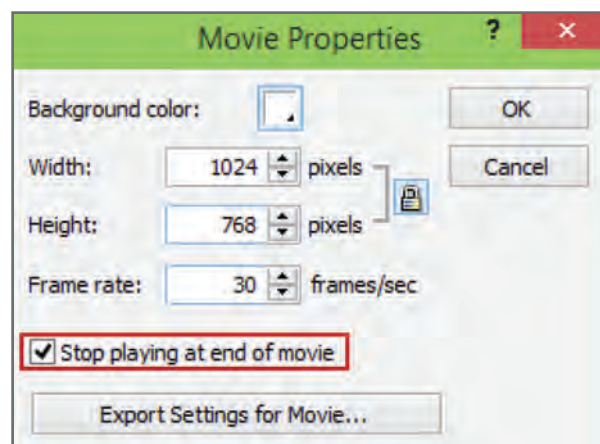 Movie Properties ? ×
Background color: OK
Width: 1024 pixels Cancel
Height: 768 pixels
Frame rate: 30 frames/sec
Stop playing at end of movie
Export Settings for Movie...